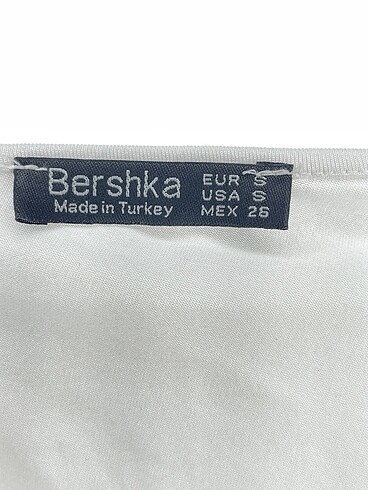 Bershka
Made in Turkey
EUR S
USA S
MEX 26